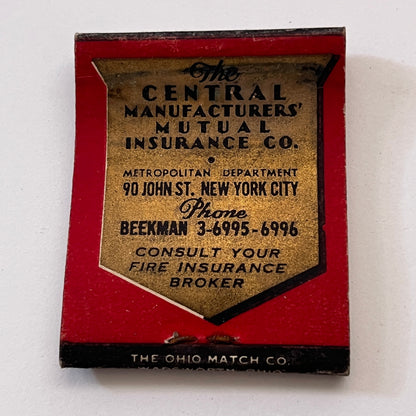 The
CENTRAL
MANUFACTURERS'
MUTUAL
INSURANCE CO.
METROPOLITAN DEPARTMENT
90 JOHN ST. NEW YORK CITY
Phone
BEEKMAN 3-6995-6996
CONSULT YOUR
FIRE INSURANCE
BROKER
THE OHIO MATCH CO.